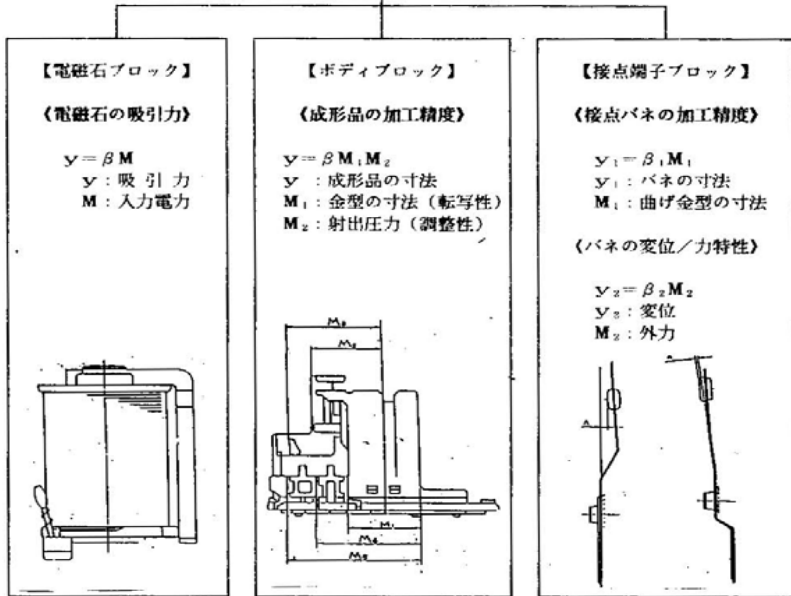 【電磁石ブロック】
《電磁石の吸引力》
y=βM
y:吸引力
M:入力電力
【ボディブロック】
《成形品の加工精度》
y=βM₁M₂
y:成形品の寸法
M₁:金型の寸法(転写性)
M₂:射出圧力(調整性)
M₁
【接点端子ブロック】
《接点バネの加工精度》
y₁=β₁M₁
y₁:バネの寸法
M₁:曲げ金型の寸法
《バネの変位/力特性》
y₂=β₂M₂
y₂:変位
M₂:外力